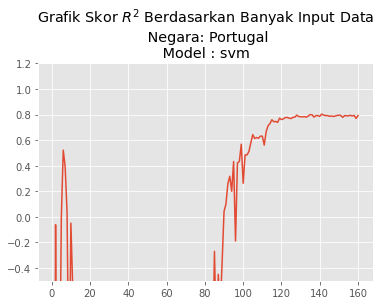 Grafik Skor $R^2$ Berdasarkan Banyak Input Data
Negara: Portugal
Model : svm
1.2
1.0
0.8
0.6
0.4
0.2
0.0
−0.2
−0.4
0 20 40 60 80 100 120 140 160